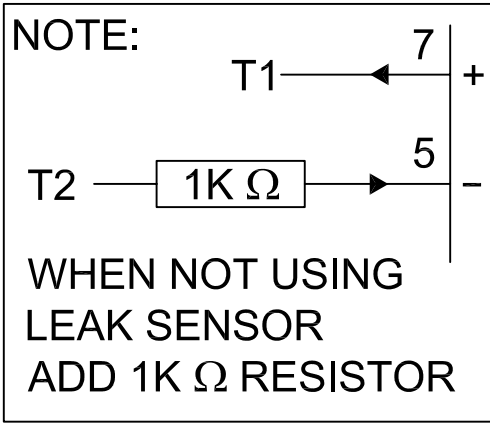 NOTE:
7
T1
+
5
T2
1K Ω
−
WHEN NOT USING
LEAK SENSOR
ADD 1K Ω RESISTOR